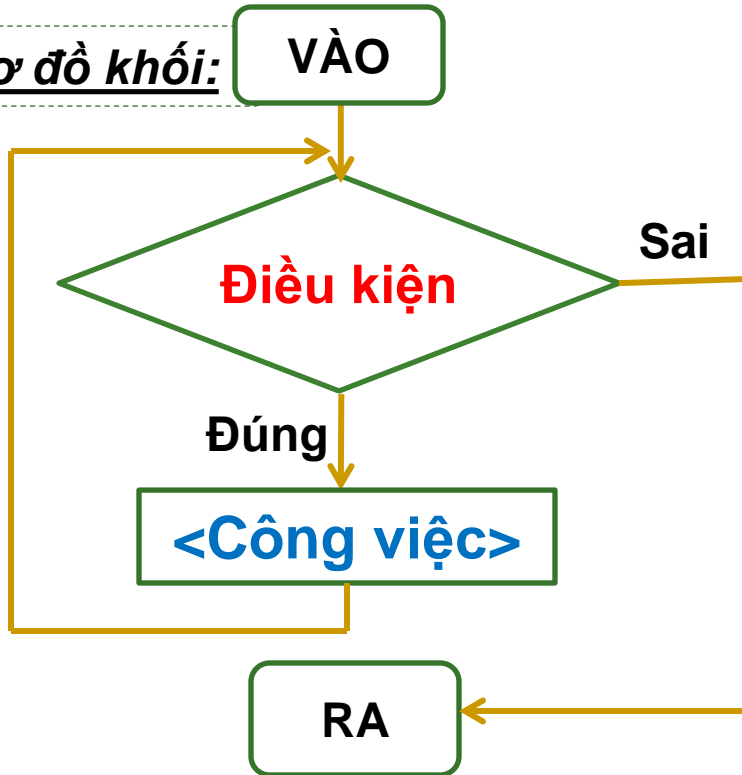 ơ đồ khối:
VÀO
Sai
Điều kiện
Đúng
<Công việc>
RA